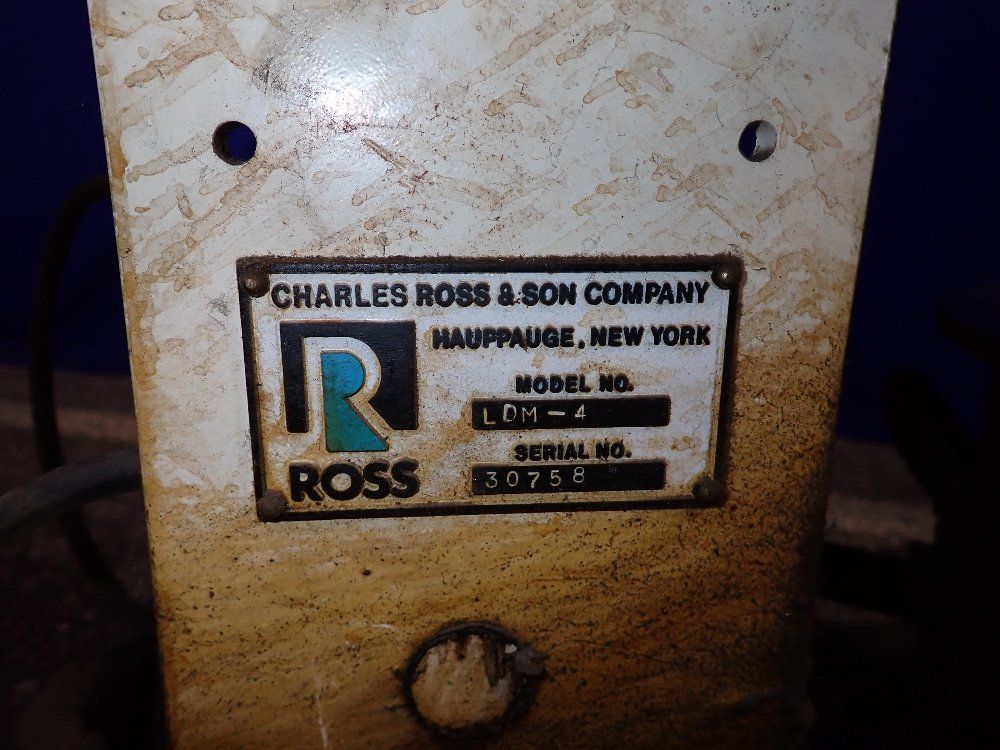 CHARLES ROSS & SON COMPANY
HAUPPAUGE, NEW YORK
MODEL NO.
LDM-4
SERIAL NO.
30758
R
ROSS